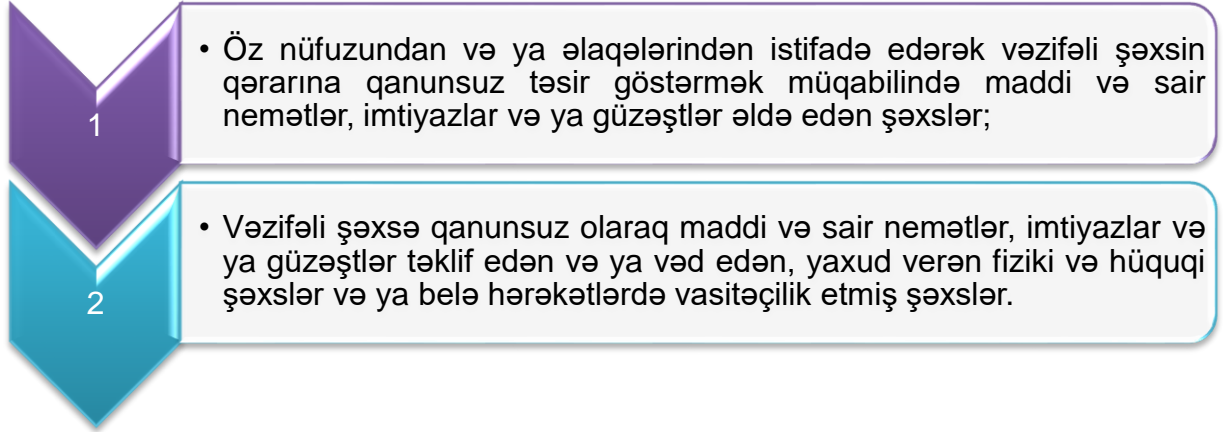 1
• Öz nüfuzundan və ya əlaqələrindən istifadə edərək vəzifəli şəxsin
qərarına qanunsuz təsir göstərmək müqabilində maddi və sair
nemətlər, imtiyazlar və ya güzəştlər əldə edən şəxslər;
2
• Vəzifəli şəxsə qanunsuz olaraq maddi və sair nemətlər, imtiyazlar və
ya güzəştlər təklif edən və ya vəd edən, yaxud verən fiziki və hüquqi
şəxslər və ya belə hərəkətlərdə vasitəçilik etmiş şəxslər.